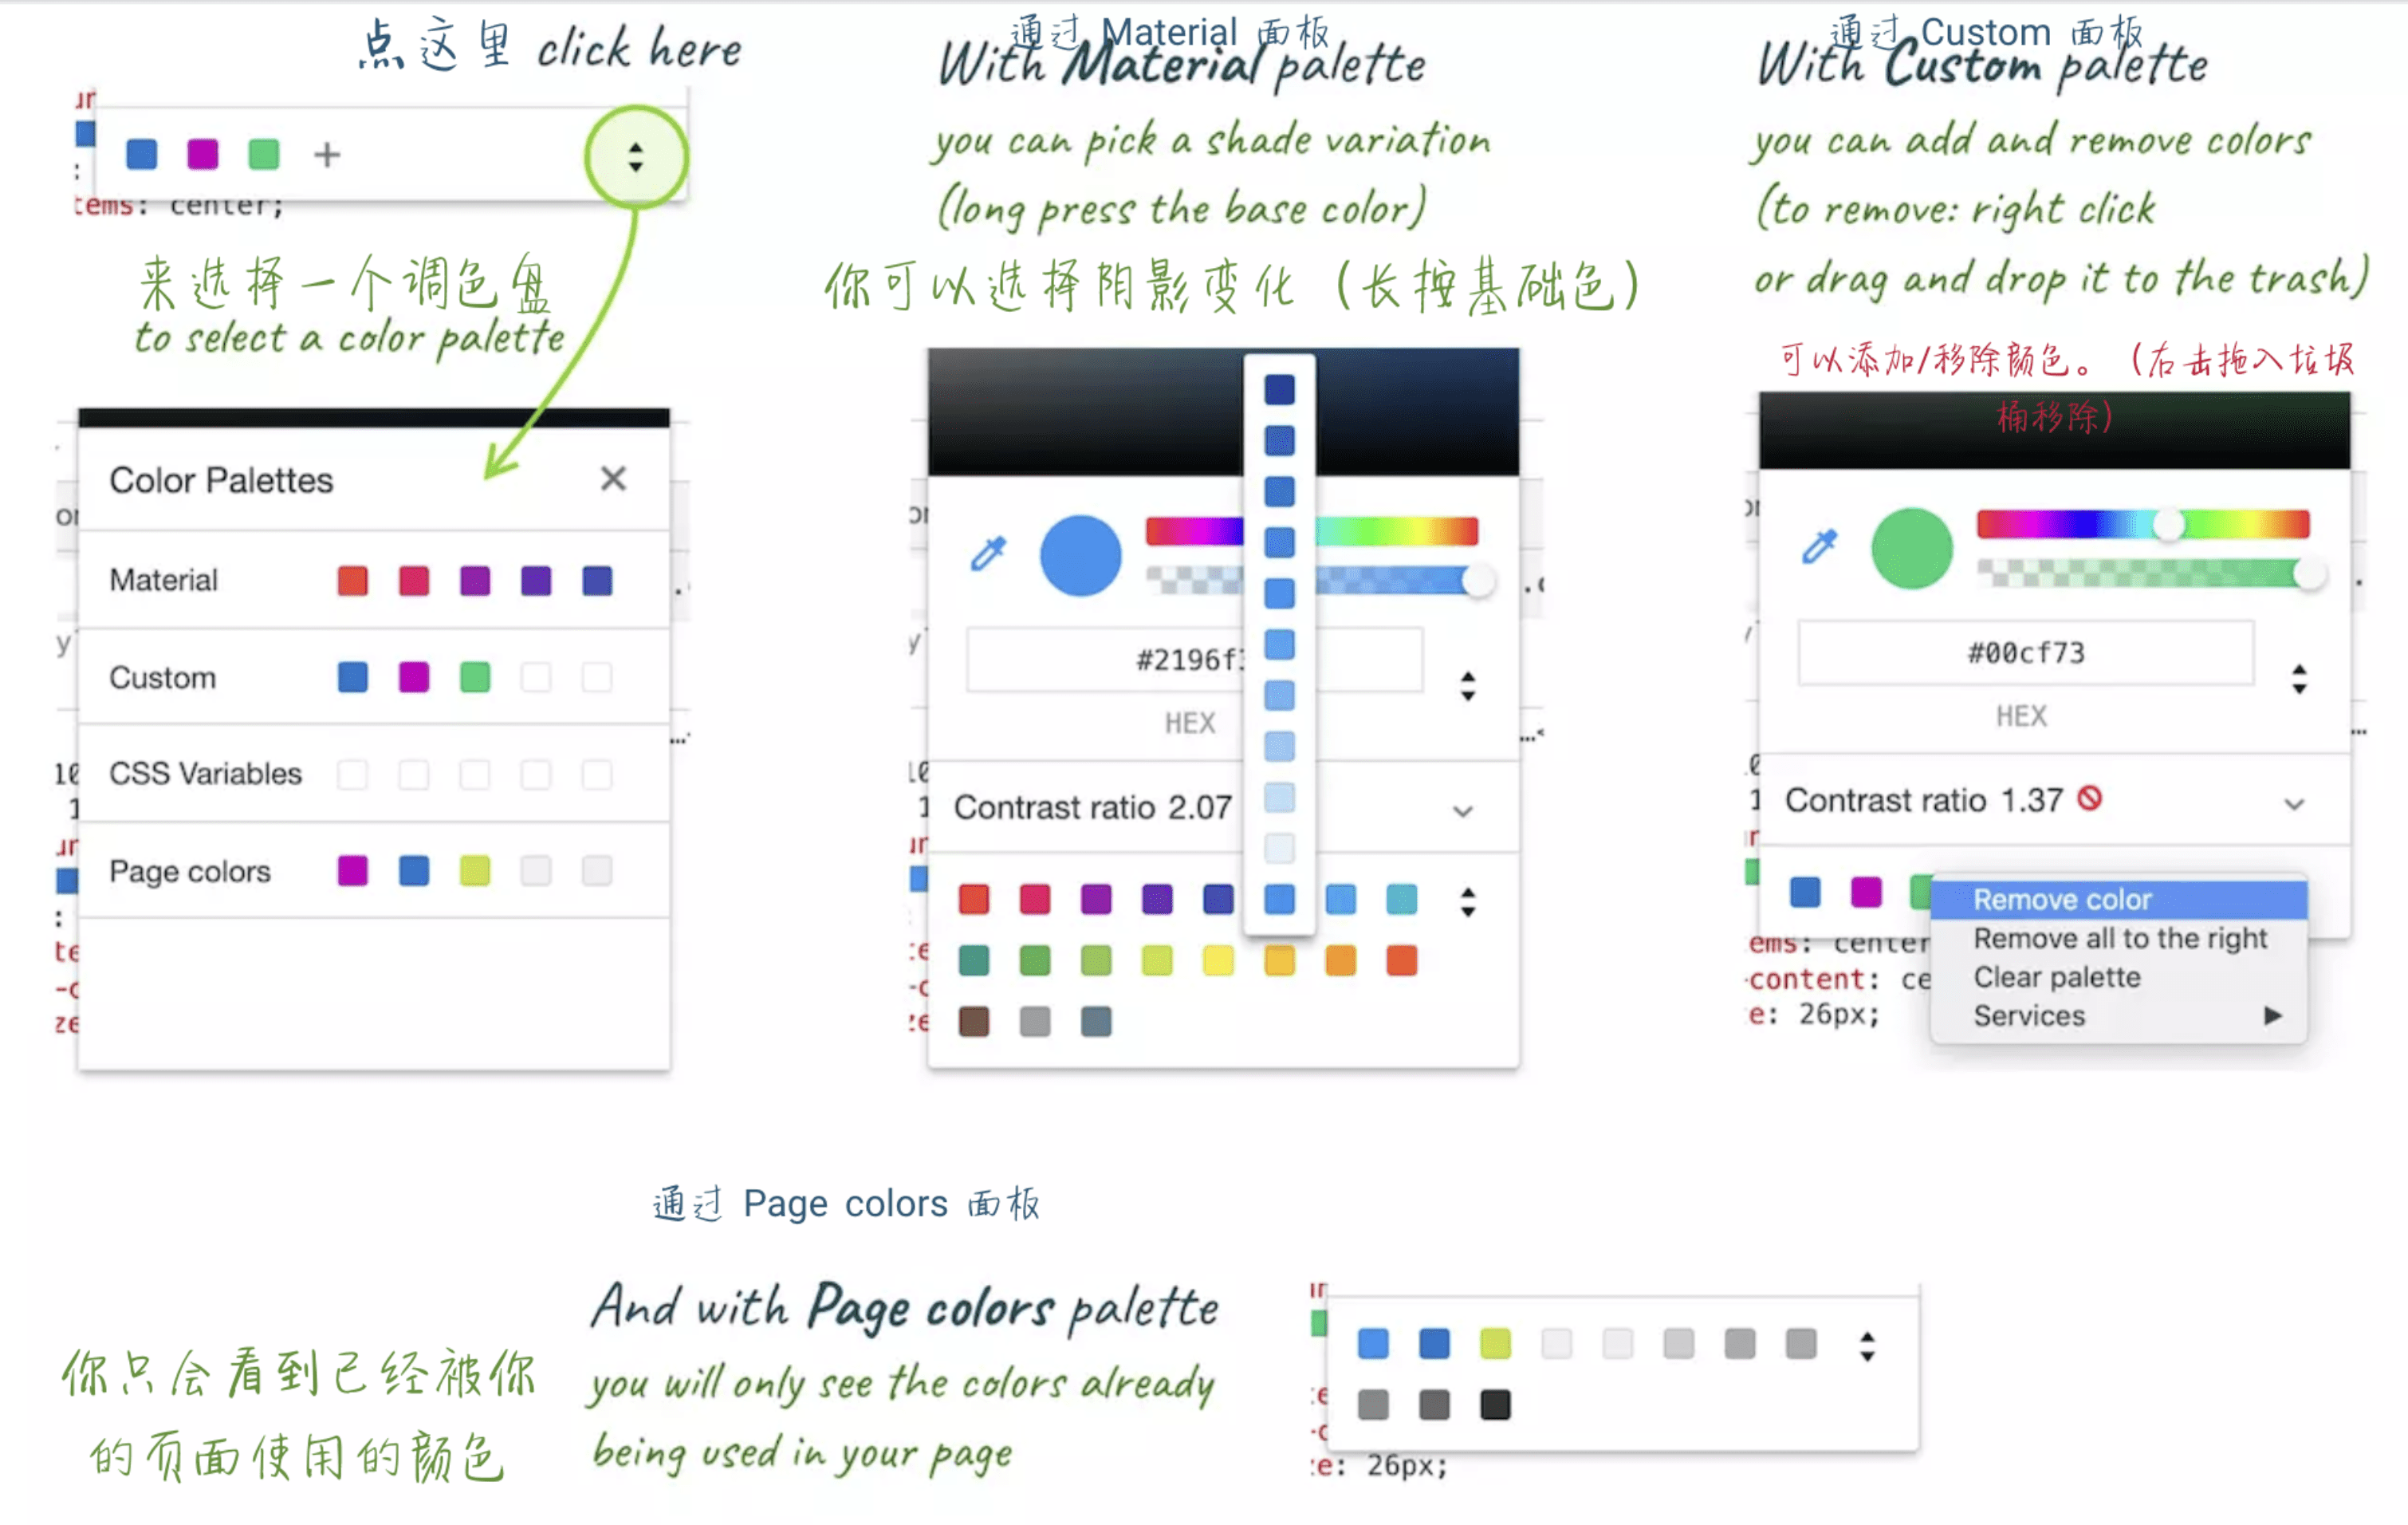 点这里 click here
ur
:
tems: center;
来选择一个调色盘
to select a color palette
Color Palettes
Material
Custom
CSS Variables
Page colors
10
1
ur
:
te
-c
ze
通过 Material 面板
With Material palette
you can pick a shade variation
(long press the base color)
你可以选择阴影变化（长按基础色）
#2196f
HEX
Contrast ratio 2.07
通过 Custom 面板
With Custom palette
you can add and remove colors
(to remove: right click
or drag and drop it to the trash)
可以添加/移除颜色。（右击拖入垃圾
桶移除）
#00cf73
HEX
Contrast ratio 1.37
Remove color
Remove all to the right
Clear palette
Services
ems: center
-content: ce
e: 26px;
通过 Page colors 面板
And with Page colors palette
you will only see the colors already
being used in your page
你只会看到已经被你
的页面使用的颜色
-c
e: 26px;